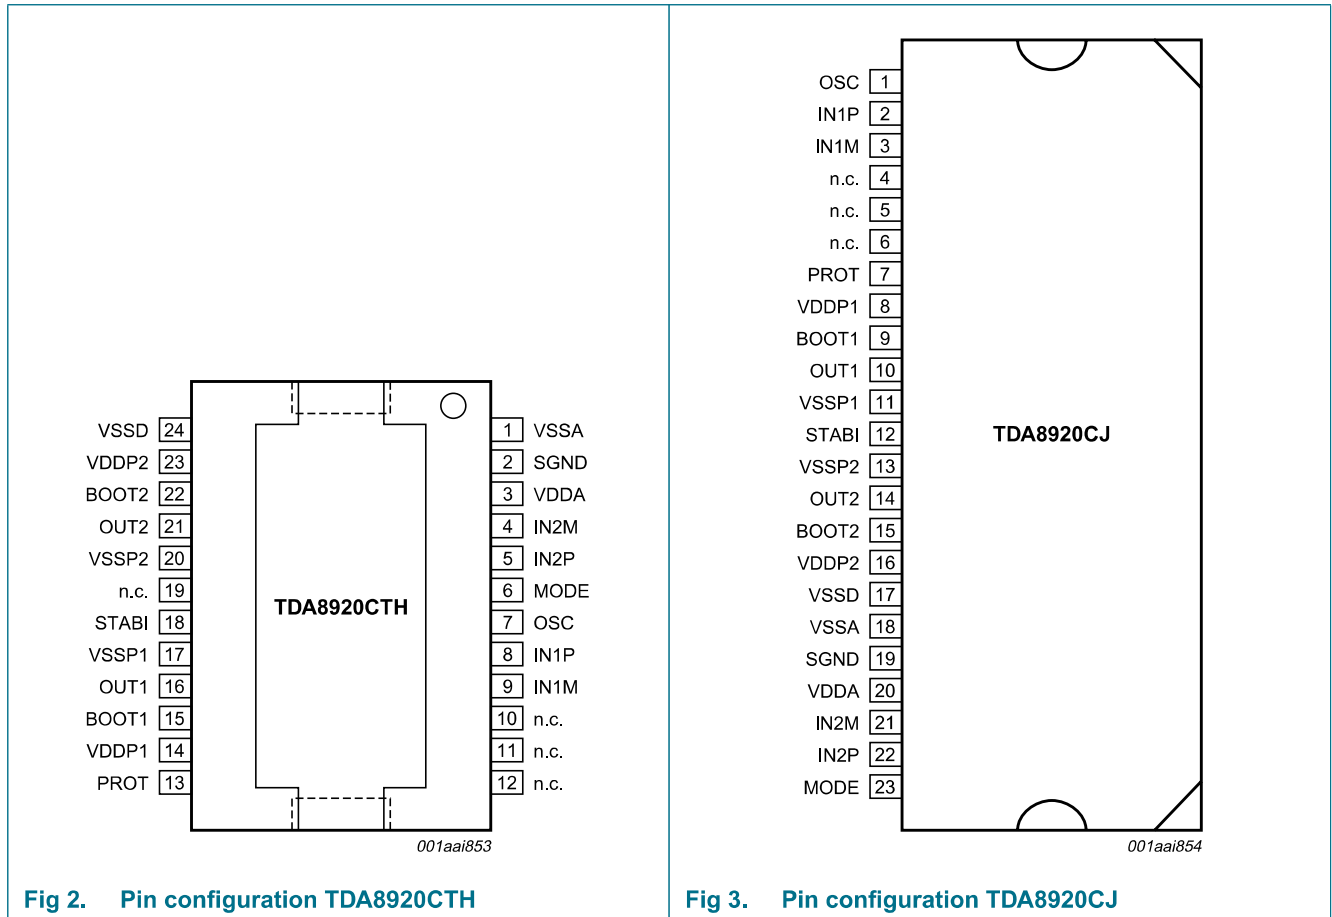 VSSD 24
VDDP2 23
BOOT2 22
OUT2 21
VSSP2 20
n.c. 19
STABI 18
VSSP1 17
OUT1 16
BOOT1 15
VDDP1 14
PROT 13
TDA8920CTH
1 VSSA
2 SGND
3 VDDA
4 IN2M
5 IN2P
6 MODE
7 OSC
8 IN1P
9 IN1M
10 n.c.
11 n.c.
12 n.c.
001aai853
Fig 2. Pin configuration TDA8920CTH
OSC 1
IN1P 2
IN1M 3
n.c. 4
n.c. 5
n.c. 6
PROT 7
VDDP1 8
BOOT1 9
OUT1 10
VSSP1 11
STABI 12
VSSP2 13
OUT2 14
BOOT2 15
VDDP2 16
VSSD 17
VSSA 18
SGND 19
VDDA 20
IN2M 21
IN2P 22
MODE 23
TDA8920CJ
001aai854
Fig 3. Pin configuration TDA8920CJ